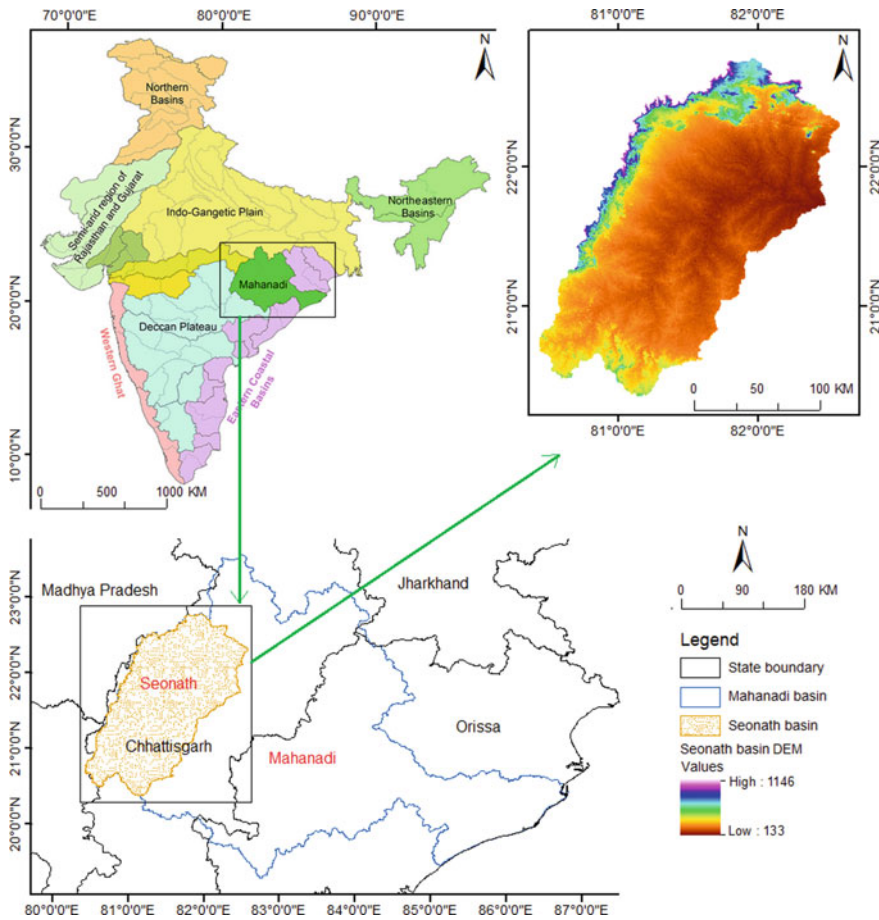 70°0'0"E 80°0'0"E 90°0'0"E
N
Northern
Basins
30°0'0"N
Semi-arid region of
Rajasthan and Gujarat
Indo-Gangetic Plain
Northeastern
Basins
Mahanadi
20°0'0"N
Deccan Plateau
Western Ghat
Eastern Coastal
Basins
10°0'0"N
0 500 1000 KM
81°0'0"E 82°0'0"E
N
22°0'0"N
21°0'0"N
0 50 100 KM
81°0'0"E 82°0'0"E
Madhya Pradesh
Jharkhand
23°0'0"N
22°0'0"N
Seonath
Orissa
Chhattisgarh
Mahanadi
21°0'0"N
20°0'0"N
80°0'0"E 81°0'0"E 82°0'0"E 83°0'0"E 84°0'0"E 85°0'0"E 86°0'0"E 87°0'0"E
N
0 90 180 KM
Legend
State boundary
Mahanadi basin
Seonath basin
Seonath basin DEM
Values
High : 1146
Low : 133